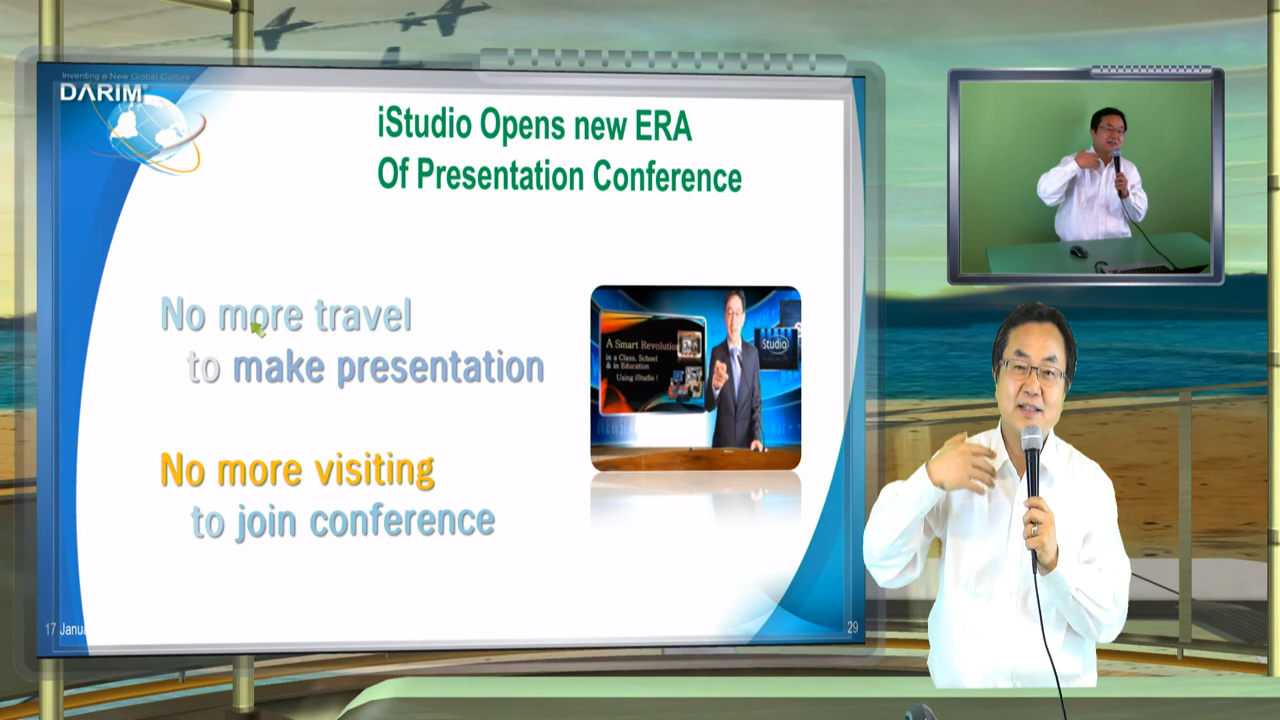 Inventing a New Global Culture
DARIM
iStudio Opens new ERA
Of Presentation Conference
No more travel
to make presentation
No more visiting
to join conference
A Smart Revolution
in a Class, School
& in Education
Using iStudio !
Studio
17 Janu
29